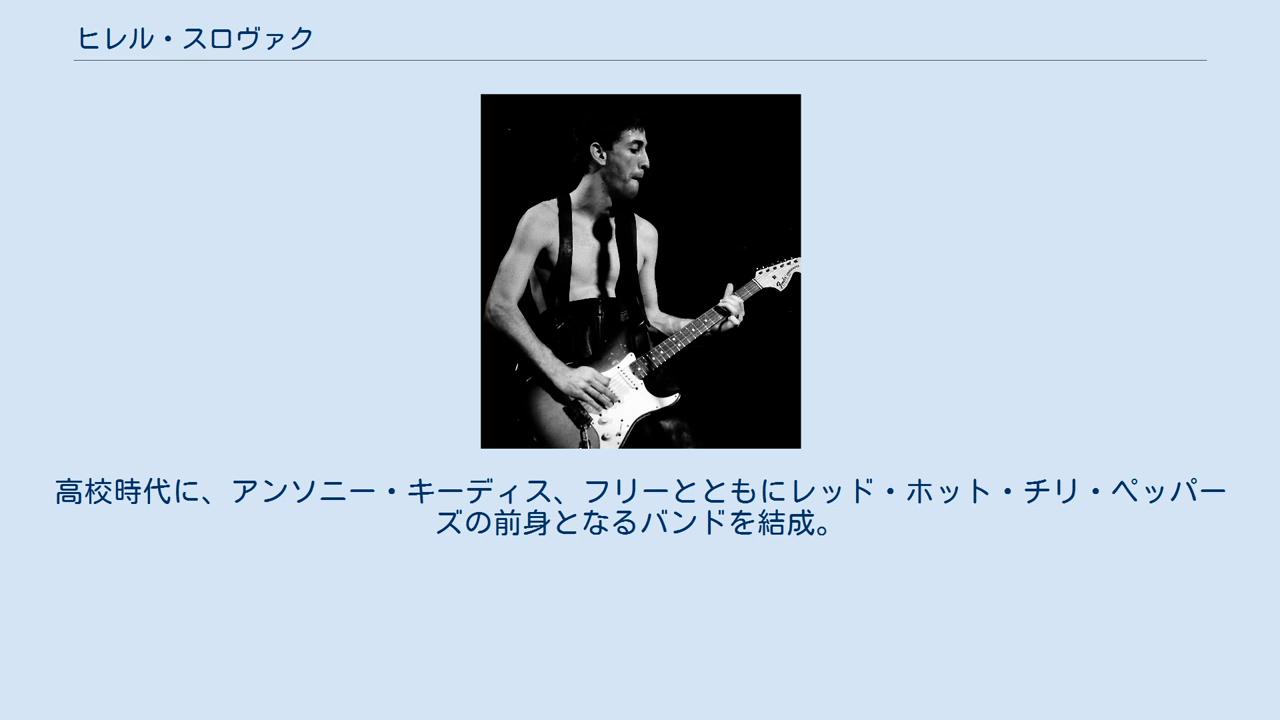 ヒレル・スロヴァク
高校時代に、アンソニー・キーディス、フリーとともにレッド・ホット・チリ・ペッパー
ズの前身となるバンドを結成。